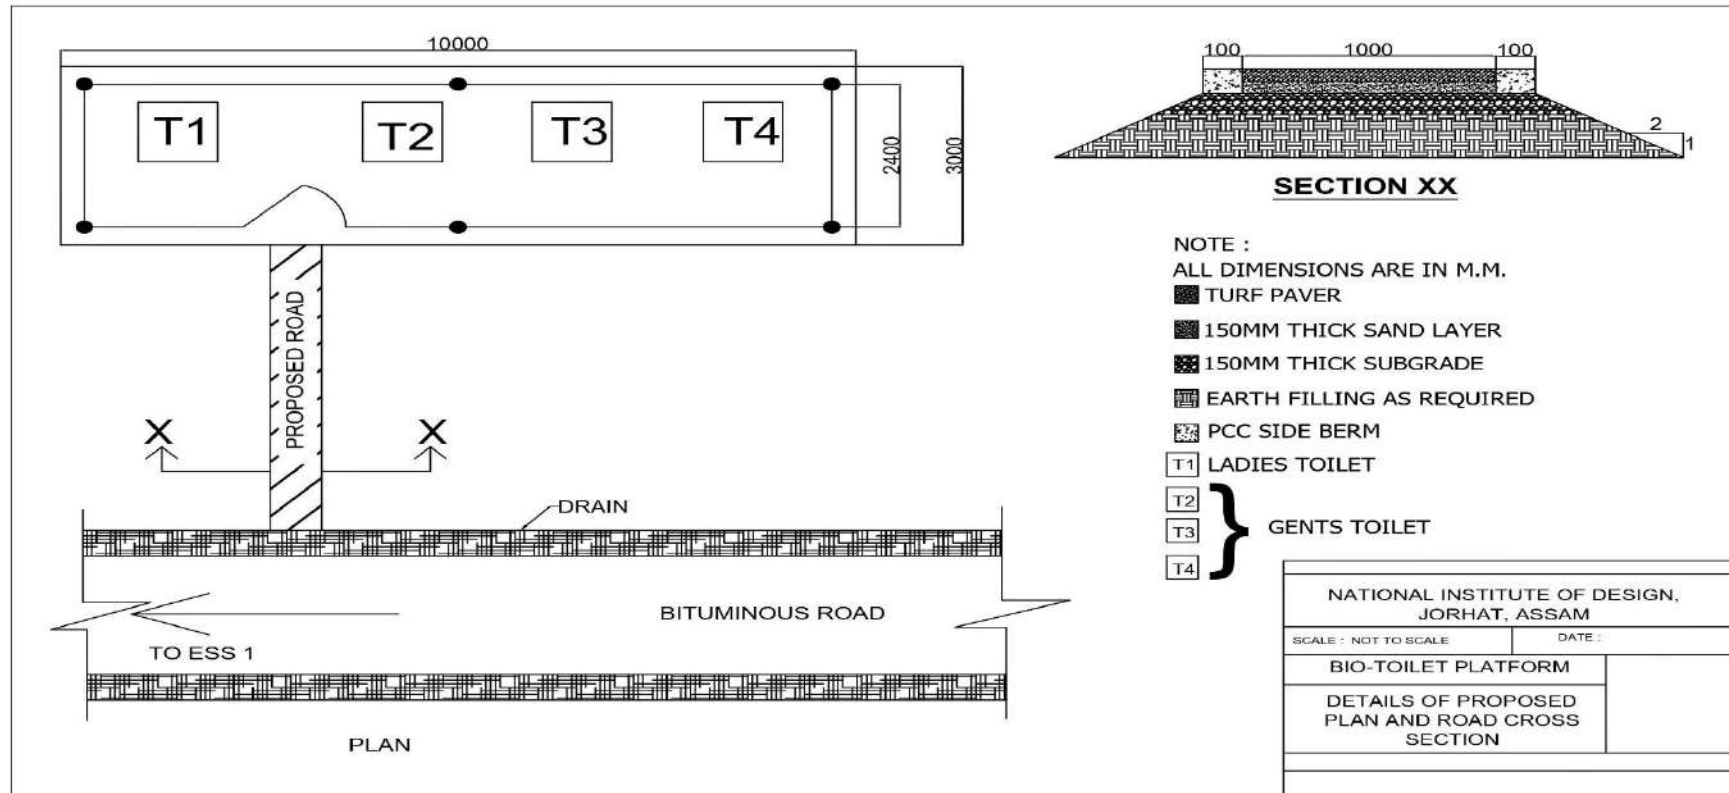 10000
T1
T2
T3
T4
2400
3000
PROPOSED ROAD
X
X
DRAIN
BITUMINOUS ROAD
TO ESS 1
PLAN
100
1000
100
2
1
SECTION XX
NOTE :
ALL DIMENSIONS ARE IN M.M.
TURF PAVER
150MM THICK SAND LAYER
150MM THICK SUBGRADE
EARTH FILLING AS REQUIRED
PCC SIDE BERM
T1 LADIES TOILET
T2
T3
T4
GENTS TOILET
NATIONAL INSTITUTE OF DESIGN,
JORHAT, ASSAM
SCALE : NOT TO SCALE
DATE :
BIO-TOILET PLATFORM
DETAILS OF PROPOSED
PLAN AND ROAD CROSS
SECTION